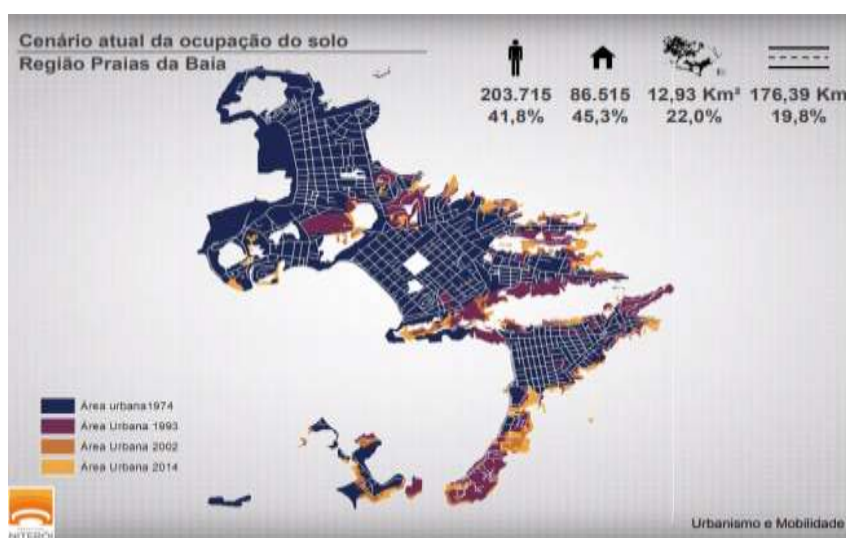 Cenário atual da ocupação do solo
Região Praias da Baia
203.715 86.515 12,93 Km² 176,39 Km
41,8% 45,3% 22,0% 19,8%
Área urbana1974
Área Urbana 1993
Área Urbana 2002
Área Urbana 2014
NITERÓI
Urbanismo e Mobilidade